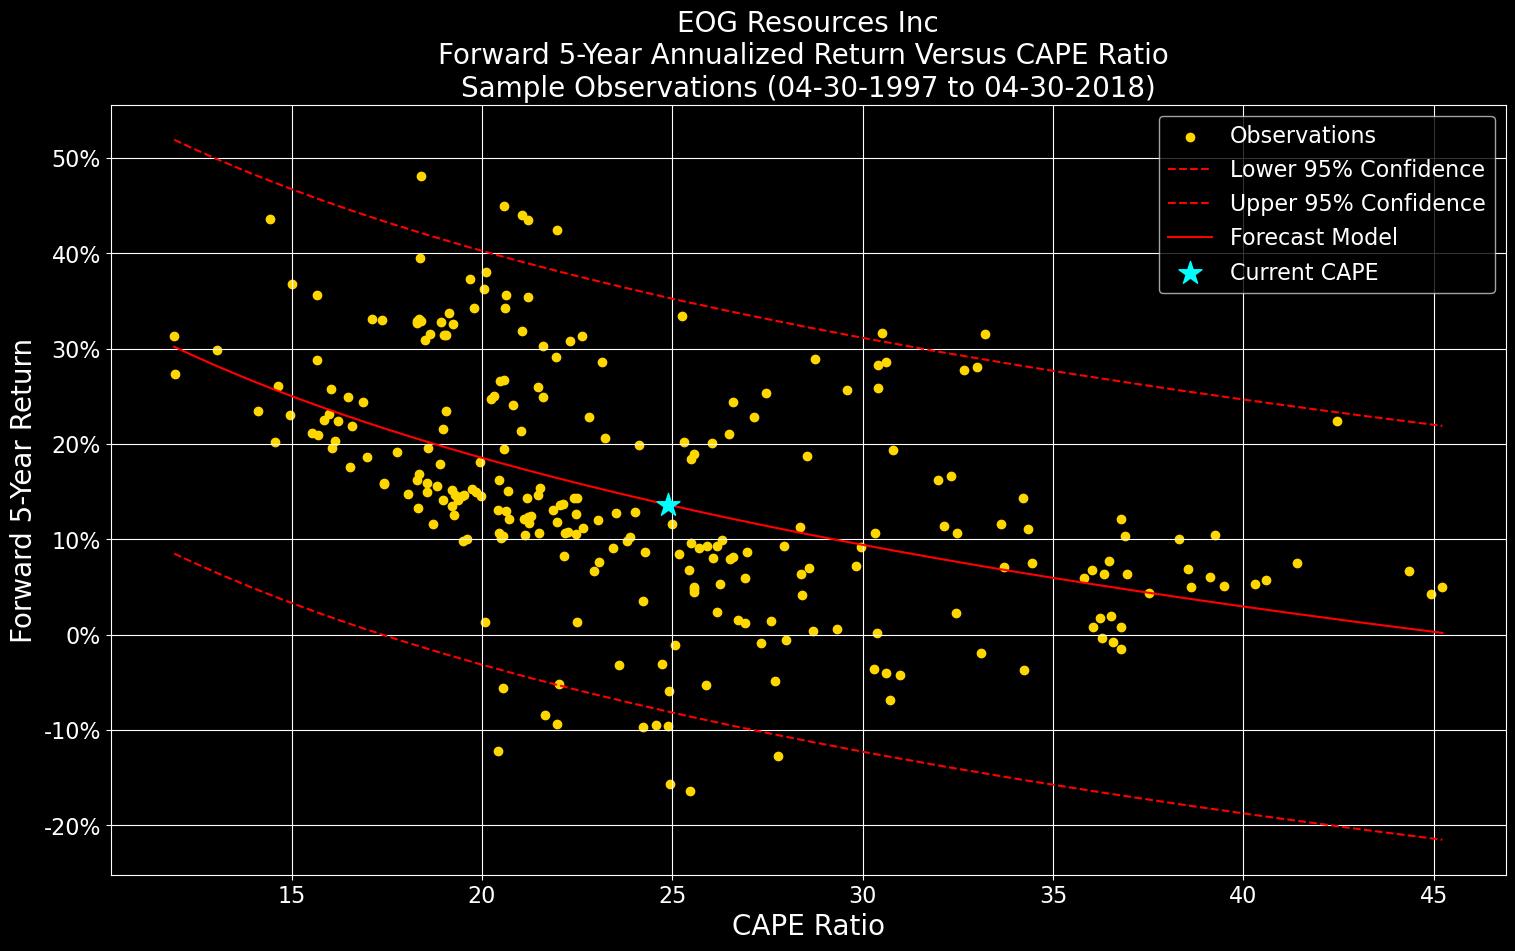 EOG Resources Inc
Forward 5-Year Annualized Return Versus CAPE Ratio
Sample Observations (04-30-1997 to 04-30-2018)
Observations
Lower 95% Confidence
Upper 95% Confidence
Forecast Model
Current CAPE
Forward 5-Year Return
50%
40%
30%
20%
10%
0%
-10%
-20%
15 20 25 30 35 40 45
CAPE Ratio